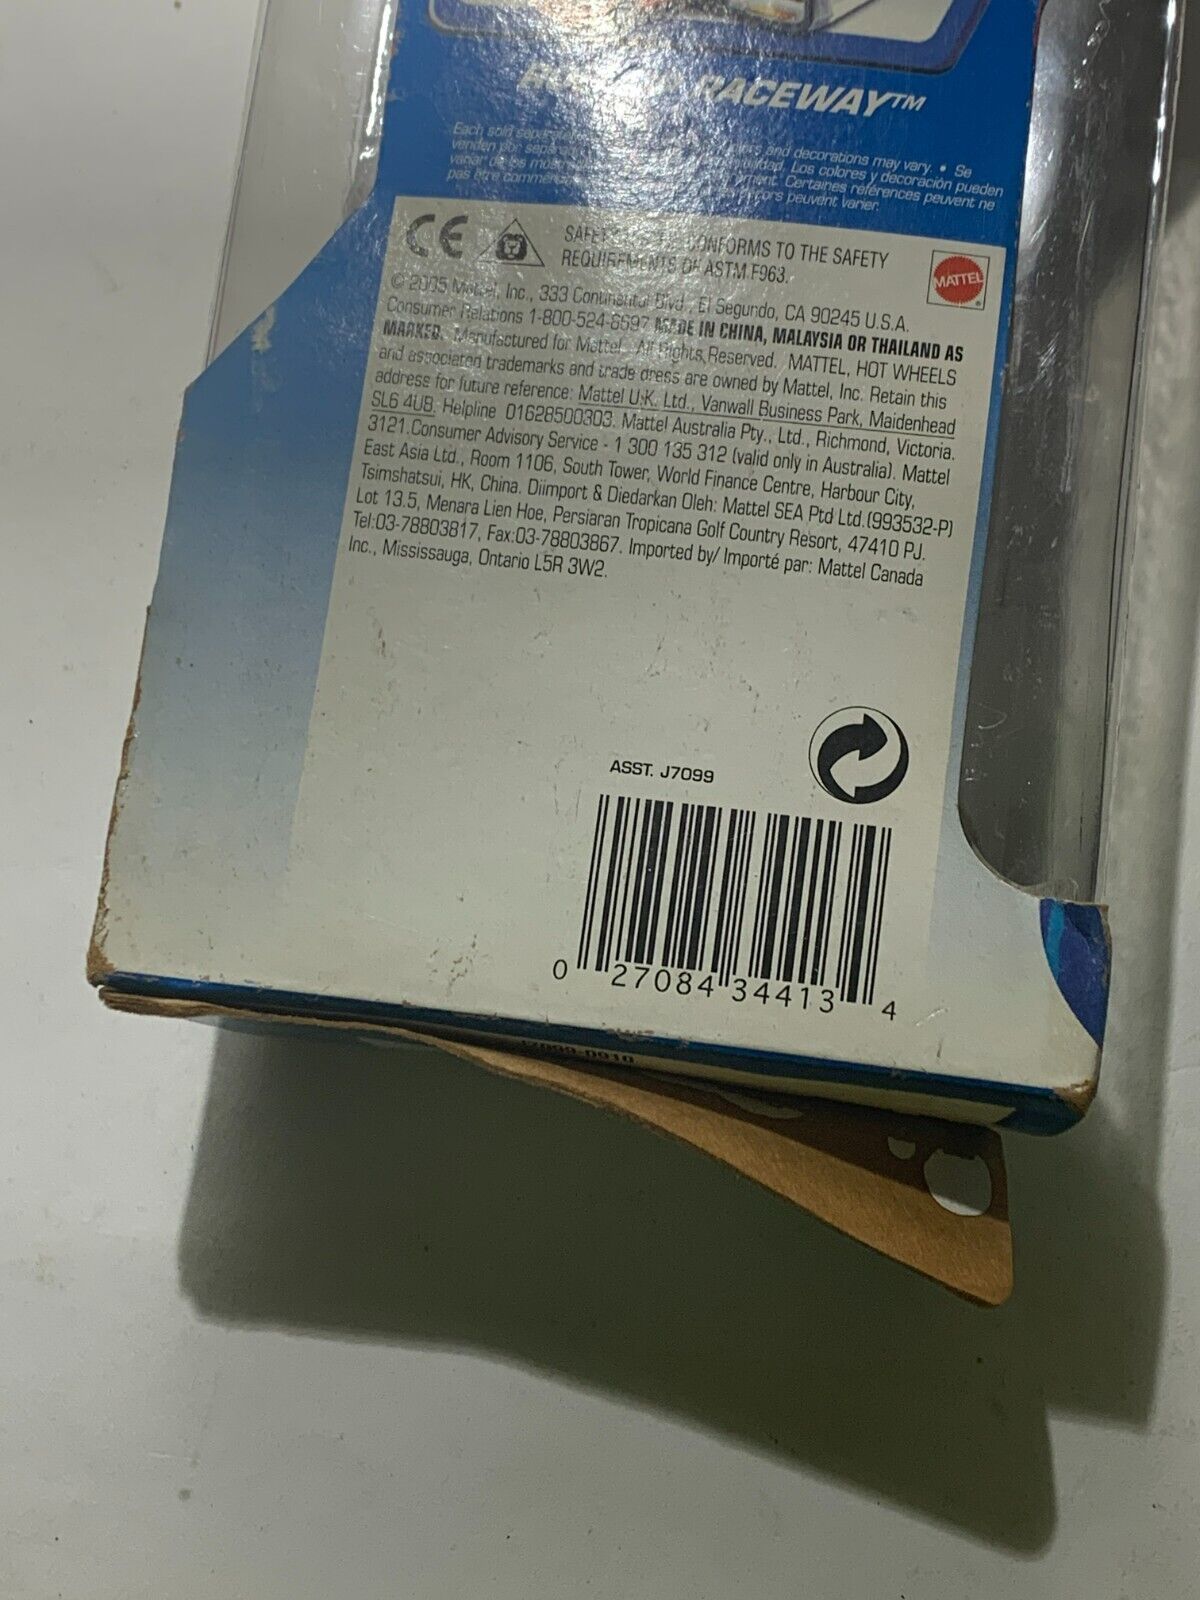 RACEWAY™
Each sold separately and decorations may vary. • Se
venden por separado Los colores y decoración pueden
variar de los Certaines références peuvent ne
pas être peuvent varier.
CE
SAFETY CONFORMS TO THE SAFETY
REQUIREMENTS OF ASTM F963.
MATTEL
© 2005 Mattel, Inc., 333 Continental Blvd., El Segundo, CA 90245 U.S.A.
Consumer Relations 1-800-524-8697 MADE IN CHINA, MALAYSIA OR THAILAND AS
MARKED. Manufactured for Mattel. All Rights Reserved. MATTEL, HOT WHEELS
and associated trademarks and trade dress are owned by Mattel, Inc. Retain this
address for future reference: Mattel U.K. Ltd., Vanwall Business Park, Maidenhead
SL6 4UB. Helpline 01628500303. Mattel Australia Pty., Ltd., Richmond, Victoria.
3121.Consumer Advisory Service - 1 300 135 312 (valid only in Australia). Mattel
East Asia Ltd., Room 1106, South Tower, World Finance Centre, Harbour City,
Tsimshatsui, HK, China. Diimport & Diedarkan Oleh: Mattel SEA Ptd Ltd.(993532-P)
Lot 13.5, Menara Lien Hoe, Persiaran Tropicana Golf Country Resort, 47410 PJ.
Tel:03-78803817, Fax:03-78803867. Imported by/ Importé par: Mattel Canada
Inc., Mississauga, Ontario L5R 3W2.
ASST. J7099
0 27084 34413 4
J7099-0910